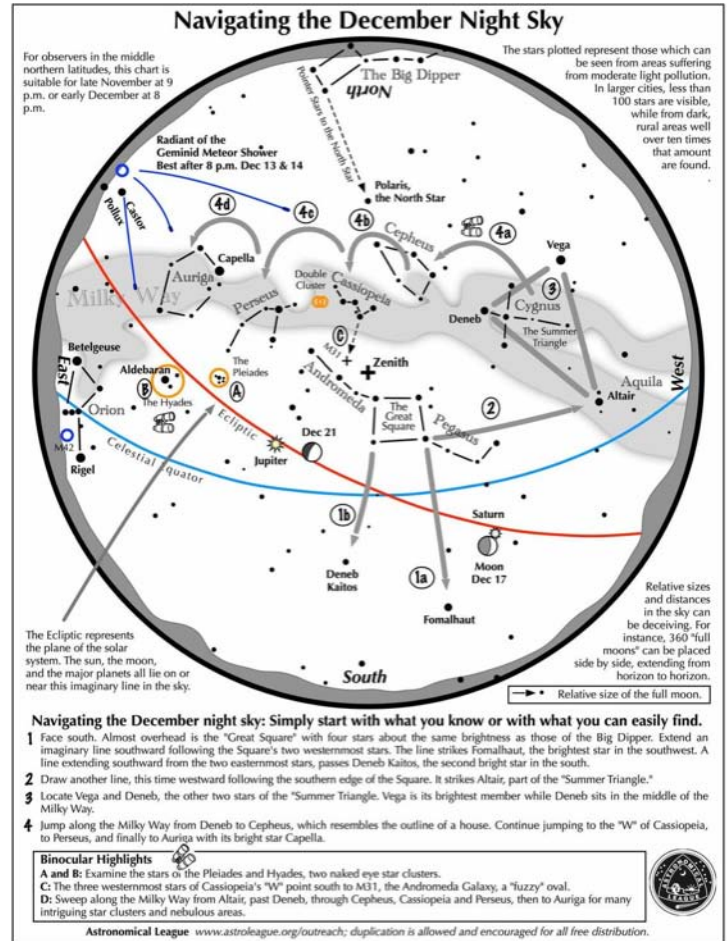 Navigating the December Night Sky
For observers in the middle
northern latitudes, this chart is
suitable for late November at 9
p.m. or early December at 8
p.m.
The stars plotted represent those which can
be seen from areas suffering
from moderate light pollution.
In larger cities, less than
100 stars are visible,
while from dark,
rural areas well
over ten times
that amount
are found.
The Big Dipper
North
Pointer Stars to the North Star
Radiant of the
Geminid Meteor Shower
Best after 8 p.m. Dec 13 & 14
Polaris,
the North Star
Castor
Pollux
4d
4c
4b
4a
Cepheus
Vega
Capella
Auriga
Double
Cluster
Cassiopeia
Perseus
Milky Way
3
Cygnus
Deneb
The Summer
Triangle
C
M31
Zenith
Betelgeuse
East
Aldebaran
B
The Hyades
The
Pleiades
A
Andromeda
West
Aquila
Altair
Orion
The
Great
Square
Pegasus
2
M42
Rigel
Celestial Equator
Ecliptic
Dec 21
Jupiter
Saturn
Moon
Dec 17
1b
1a
Deneb
Kaitos
Fomalhaut
South
The Ecliptic represents
the plane of the solar
system. The sun, the moon,
and the major planets all lie on or
near this imaginary line in the sky.
Relative sizes
and distances
in the sky can
be deceiving. For
instance, 360 "full
moons" can be placed
side by side, extending from
horizon to horizon.
Relative size of the full moon.
Navigating the December night sky: Simply start with what you know or with what you can easily find.
1 Face south. Almost overhead is the "Great Square" with four stars about the same brightness as those of the Big Dipper. Extend an
imaginary line southward following the Square's two westernmost stars. The line strikes Fomalhaut, the brightest star in the southwest. A
line extending southward from the two easternmost stars, passes Deneb Kaitos, the second bright star in the south.
2 Draw another line, this time westward following the southern edge of the Square. It strikes Altair, part of the "Summer Triangle."
3 Locate Vega and Deneb, the other two stars of the "Summer Triangle. Vega is its brightest member while Deneb sits in the middle of the
Milky Way.
4 Jump along the Milky Way from Deneb to Cepheus, which resembles the outline of a house. Continue jumping to the "W" of Cassiopeia,
to Perseus, and finally to Auriga with its bright star Capella.
Binocular Highlights
A and B: Examine the stars of the Pleiades and Hyades, two naked eye star clusters.
C: The three westernmost stars of Cassiopeia's "W" point south to M31, the Andromeda Galaxy, a "fuzzy" oval.
D: Sweep along the Milky Way from Altair, past Deneb, through Cepheus, Cassiopeia and Perseus, then to Auriga for many
intriguing star clusters and nebulous areas.
ASTRONOMICAL
LEAGUE
Astronomical League www.astroleague.org/outreach; duplication is allowed and encouraged for all free distribution.